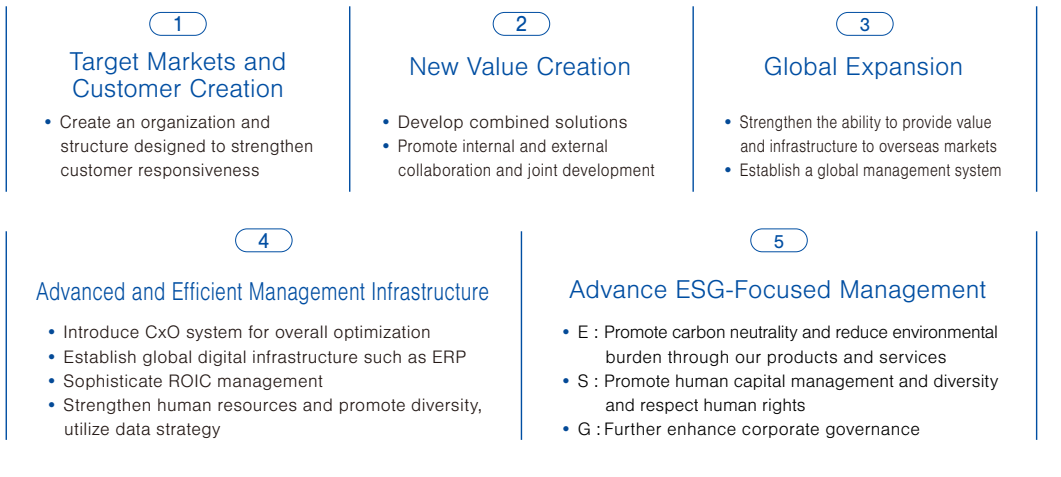 1
Target Markets and
Customer Creation
• Create an organization and
structure designed to strengthen
customer responsiveness
2
New Value Creation
• Develop combined solutions
• Promote internal and external
collaboration and joint development
3
Global Expansion
• Strengthen the ability to provide value
and infrastructure to overseas markets
• Establish a global management system
4
Advanced and Efficient Management Infrastructure
• Introduce CxO system for overall optimization
• Establish global digital infrastructure such as ERP
• Sophisticate ROIC management
• Strengthen human resources and promote diversity,
utilize data strategy
5
Advance ESG-Focused Management
• E : Promote carbon neutrality and reduce environmental
burden through our products and services
• S : Promote human capital management and diversity
and respect human rights
• G : Further enhance corporate governance